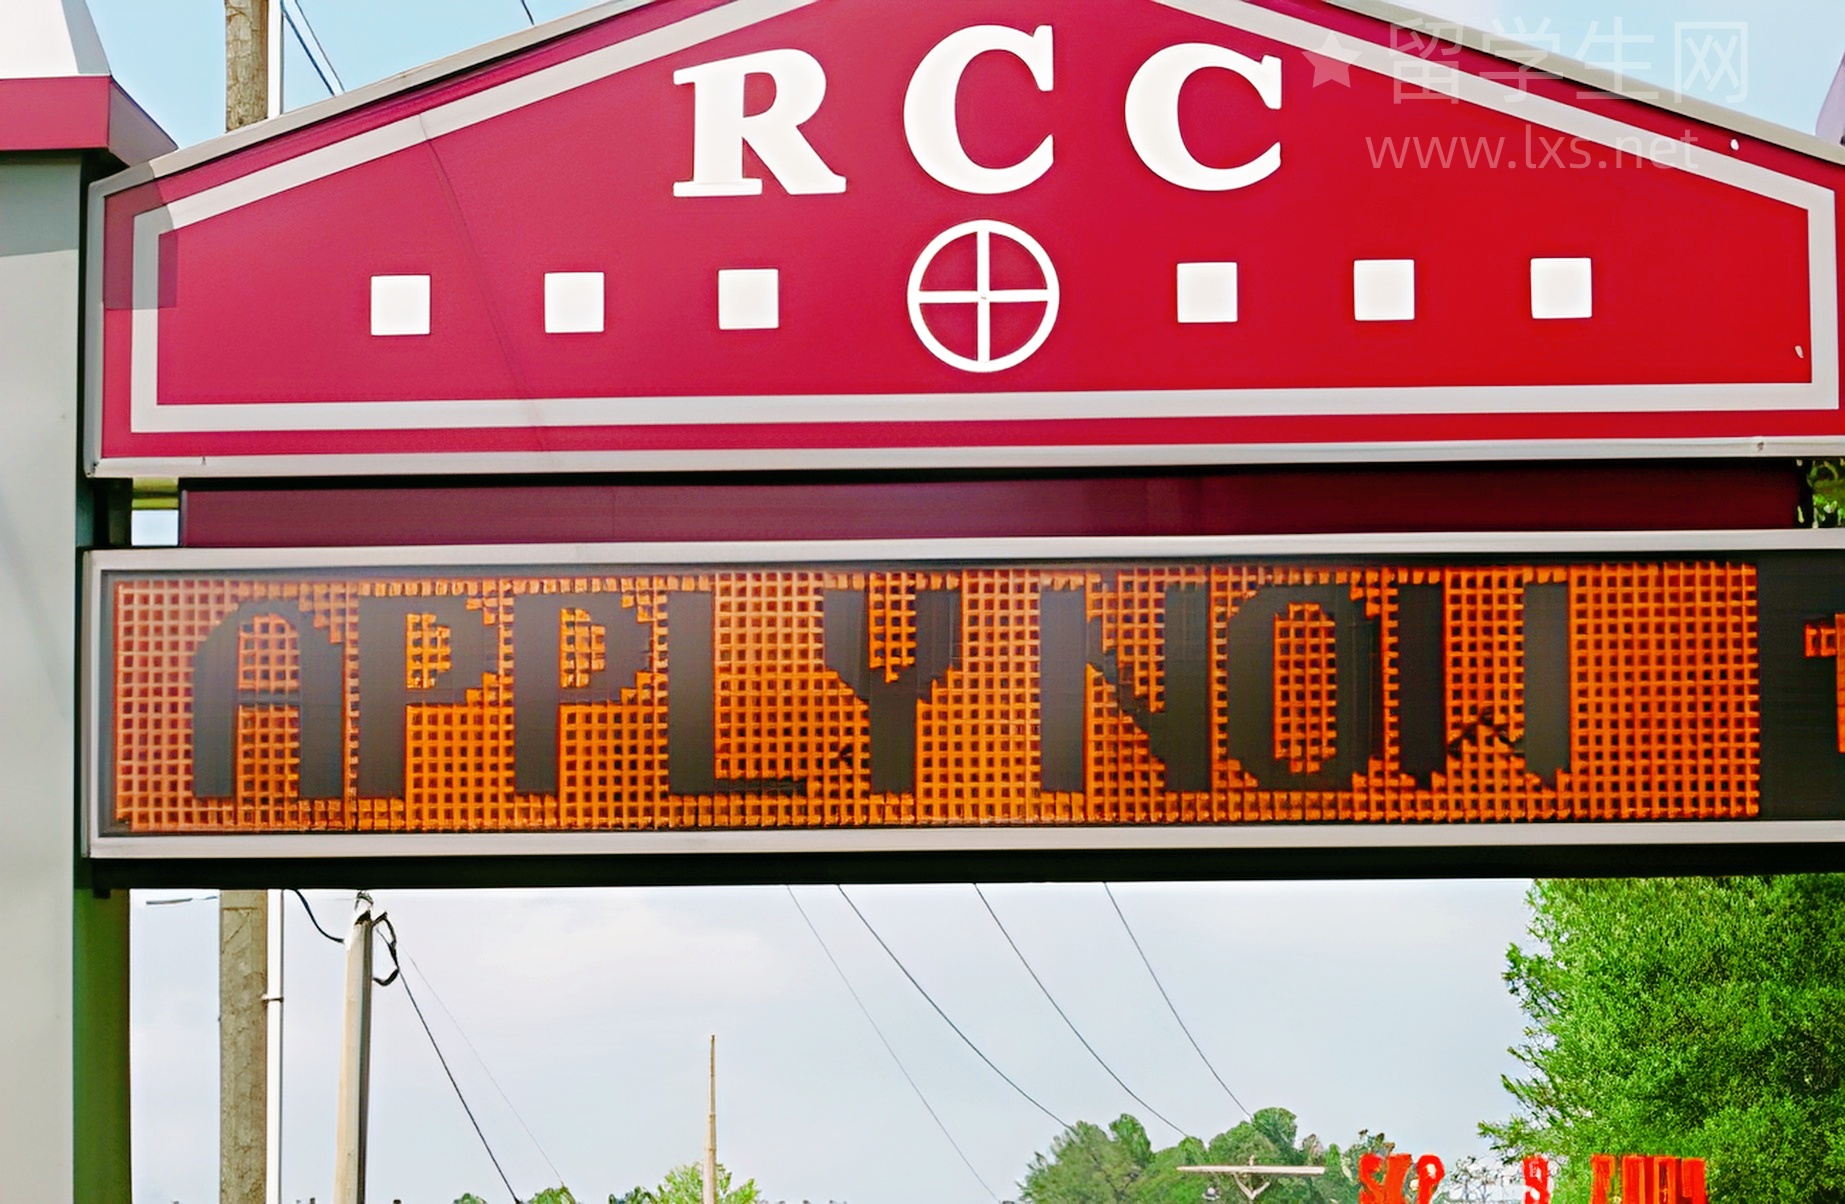 RCC
留学生网
www.lxs.net
APPLY NOW